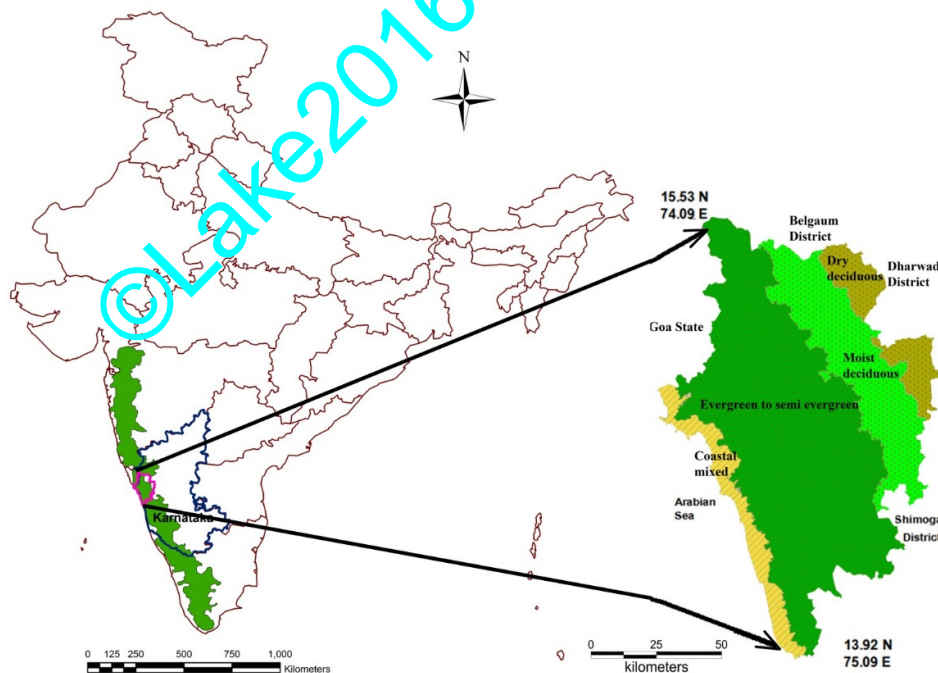 ©Lake2016
N
15.53 N
74.09 E
Belgaum
District
Dry
deciduous
Dharwad
District
Goa State
Moist
deciduous
Evergreen to semi evergreen
Coastal
mixed
Arabian
Sea
Shimoga
District
Karnataka
13.92 N
75.09 E
0 125 250 500 750 1,000
Kilometers
0 25 50
kilometers